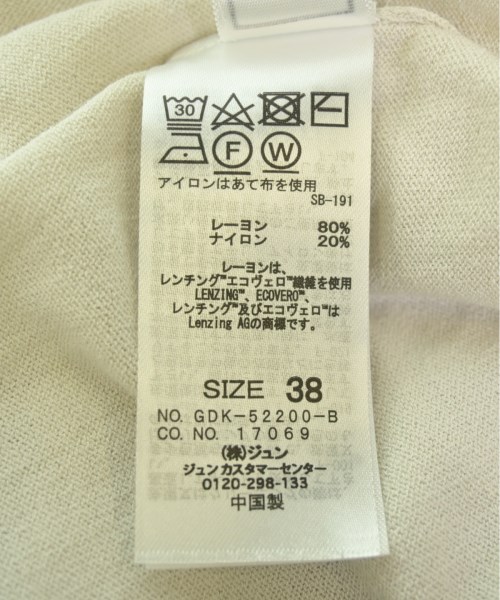 30
F W
アイロンはあて布を使用
SB-191
レーヨン 80%
ナイロン 20%
レーヨンは、
レンチング™エコヴェロ™繊維を使用
LENZING™、ECOVERO™、
レンチング™及びエコヴェロ™は
Lenzing AGの商標です。
SIZE 38
NO. GDK-52200-B
CO. NO. 17069
(株)ジュン
ジュン カスタマーセンター
0120-298-133
中国製